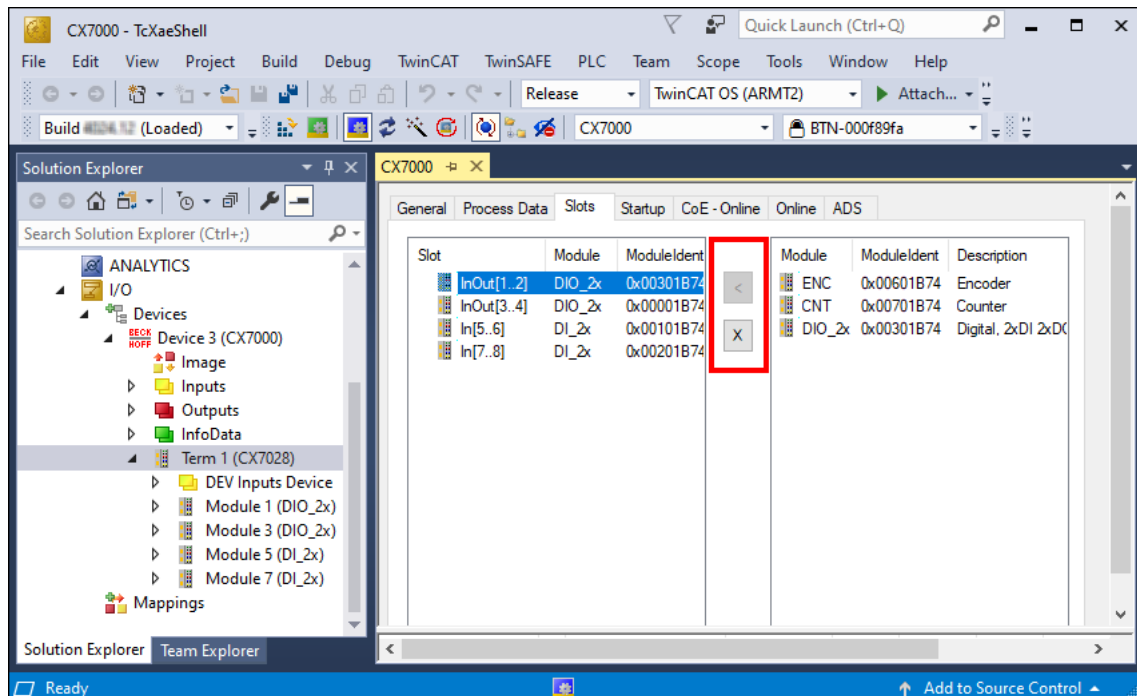 CX7000 - TcXaeShell
Quick Launch (Ctrl+Q)
File Edit View Project Build Debug TwinCAT TwinSAFE PLC Team Scope Tools Window Help
Release TwinCAT OS (ARMT2) Attach...
Build (Loaded) CX7000 BTN-000f89fa
Solution Explorer
Search Solution Explorer (Ctrl+;)
ANALYTICS
I/O
Devices
BECK
HOFF
Device 3 (CX7000)
Image
Inputs
Outputs
InfoData
Term 1 (CX7028)
DEV Inputs Device
Module 1 (DIO_2x)
Module 3 (DIO_2x)
Module 5 (DI_2x)
Module 7 (DI_2x)
Mappings
Solution Explorer Team Explorer
CX7000
General Process Data Slots Startup CoE - Online Online ADS
Slot Module ModuleIdent
InOut[1..2] DIO_2x 0x00301B74
InOut[3..4] DIO_2x 0x00001B74
In[5..6] DI_2x 0x00101B74
In[7..8] DI_2x 0x00201B74
<
X
Module ModuleIdent Description
ENC 0x00601B74 Encoder
CNT 0x00701B74 Counter
DIO_2x 0x00301B74 Digital, 2xDI 2xD(
Ready Add to Source Control